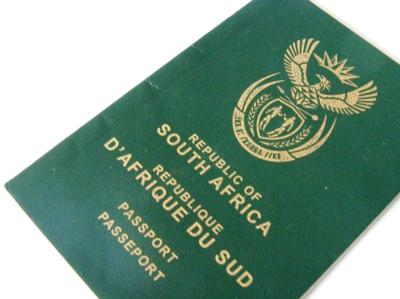 REPUBLIC OF
SOUTH AFRICA
REPUBLIQUE
D'AFRIQUE DU SUD
PASSPORT
PASSEPORT